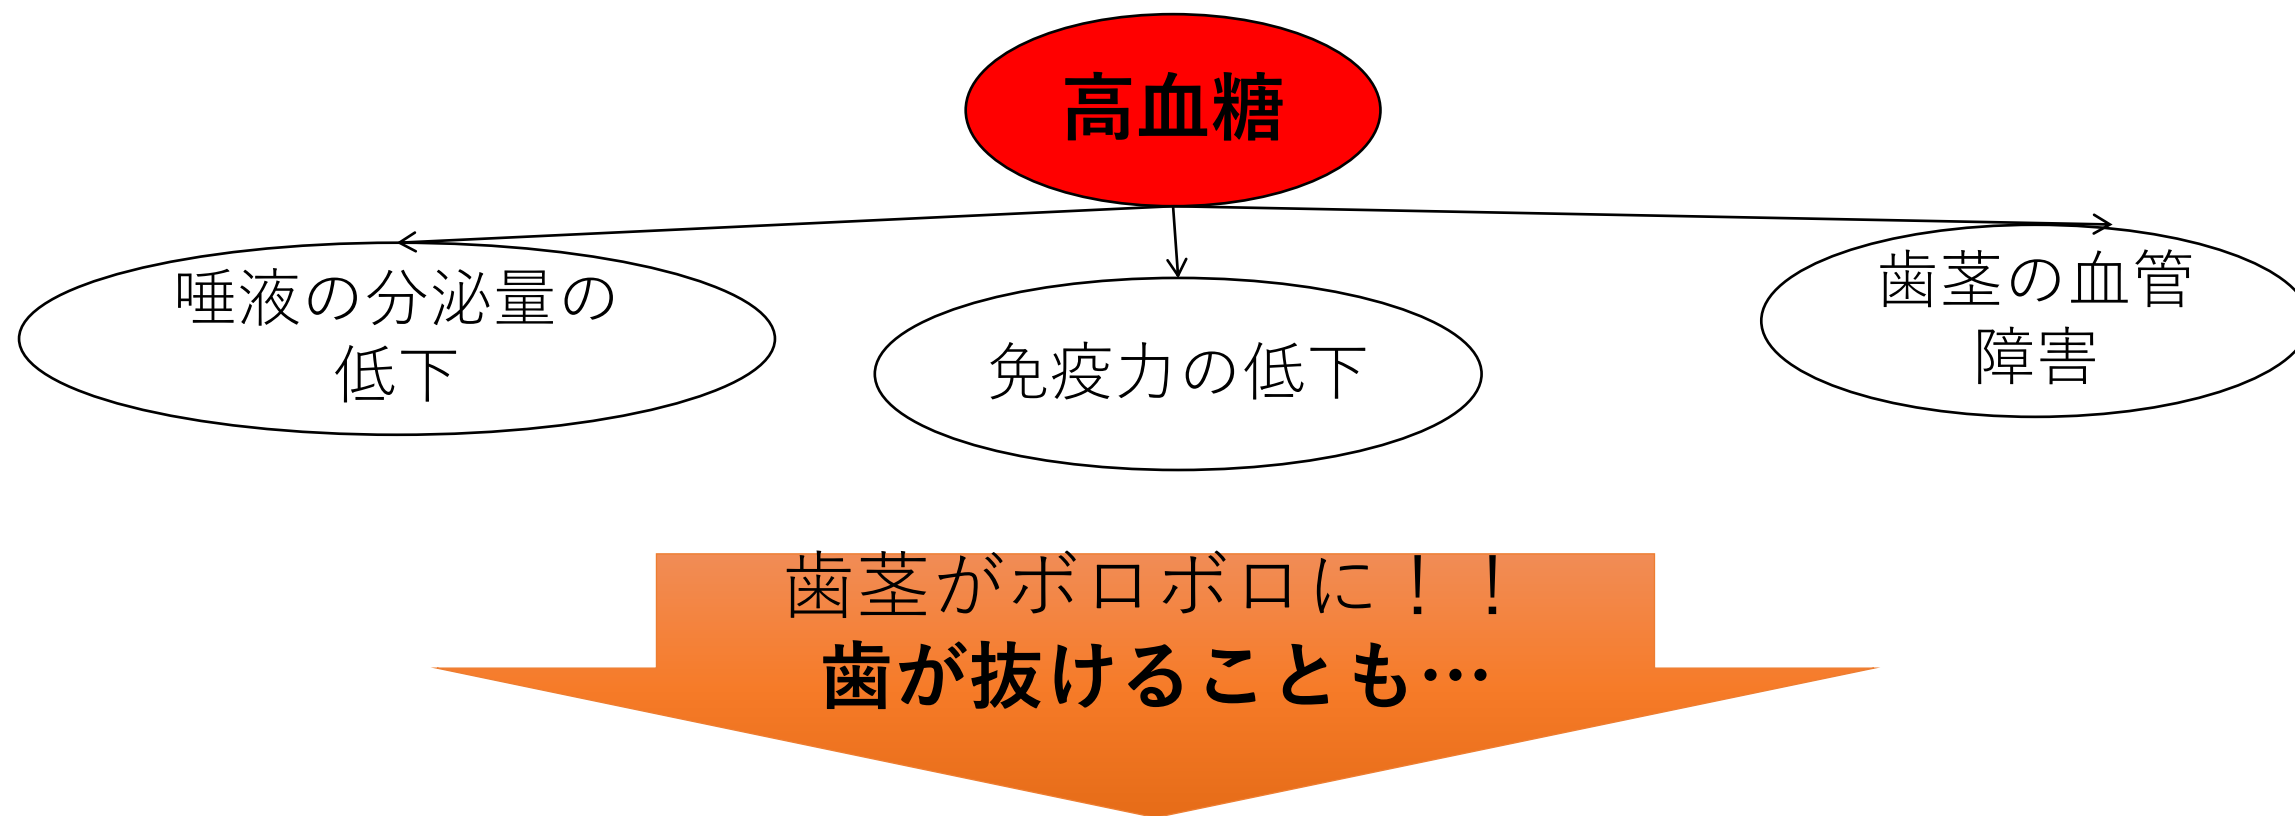 高血糖
唾液の分泌量の
低下
免疫力の低下
歯茎の血管
障害
歯茎がボロボロに！！
歯が抜けることも…